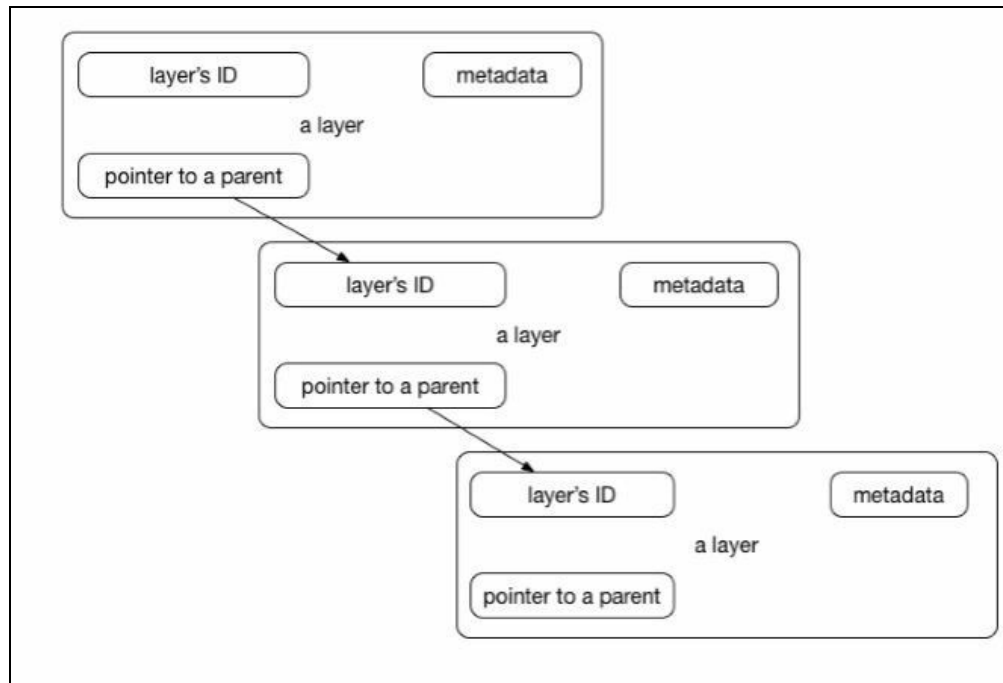 layer's ID
metadata
a layer
pointer to a parent
layer's ID
metadata
a layer
pointer to a parent
layer's ID
metadata
a layer
pointer to a parent